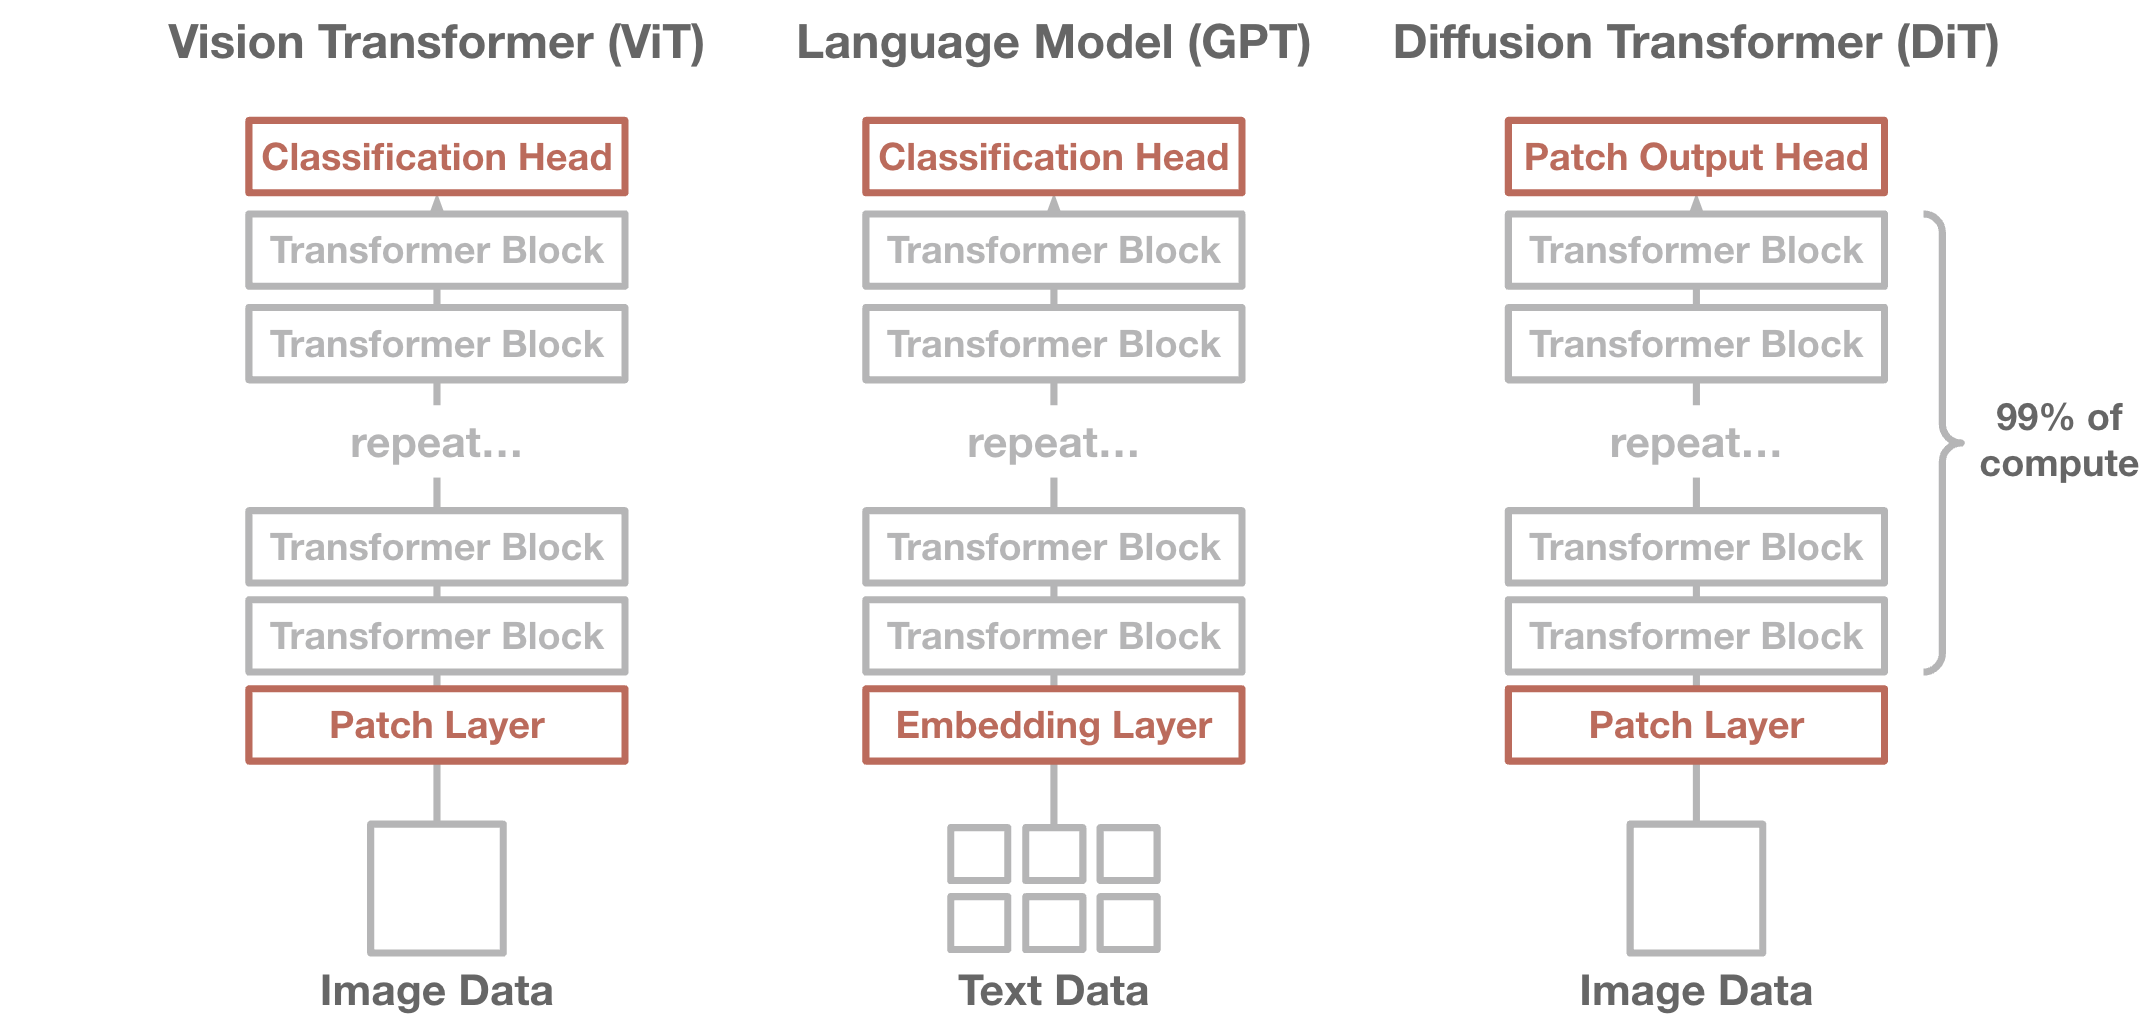 Vision Transformer (ViT)
Classification Head
Transformer Block
Transformer Block
repeat...
Transformer Block
Transformer Block
Patch Layer
Image Data
Language Model (GPT)
Classification Head
Transformer Block
Transformer Block
repeat...
Transformer Block
Transformer Block
Embedding Layer
Text Data
Diffusion Transformer (DiT)
Patch Output Head
Transformer Block
Transformer Block
repeat...
Transformer Block
Transformer Block
Patch Layer
Image Data
99% of
compute